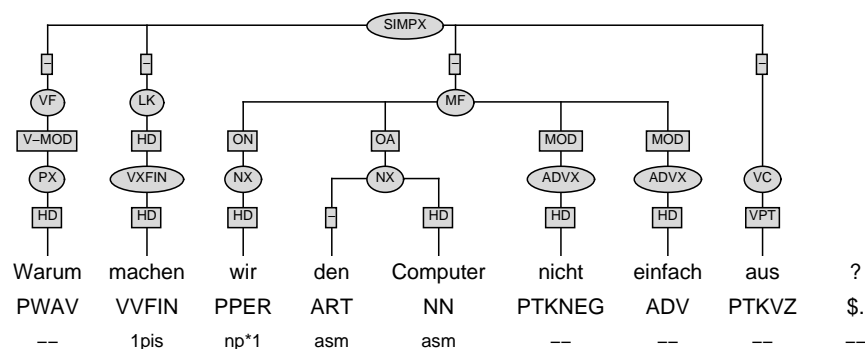 SIMPX
– – – –
VF LK MF
V–MOD HD ON OA MOD MOD
PX VXFIN NX NX ADVX ADVX VC
HD HD HD – HD HD HD VPT
Warum machen wir den Computer nicht einfach aus ?
PWAV VVFIN PPER ART NN PTKNEG ADV PTKVZ $.
−− 1pis np*1 asm asm −− −− −− −−